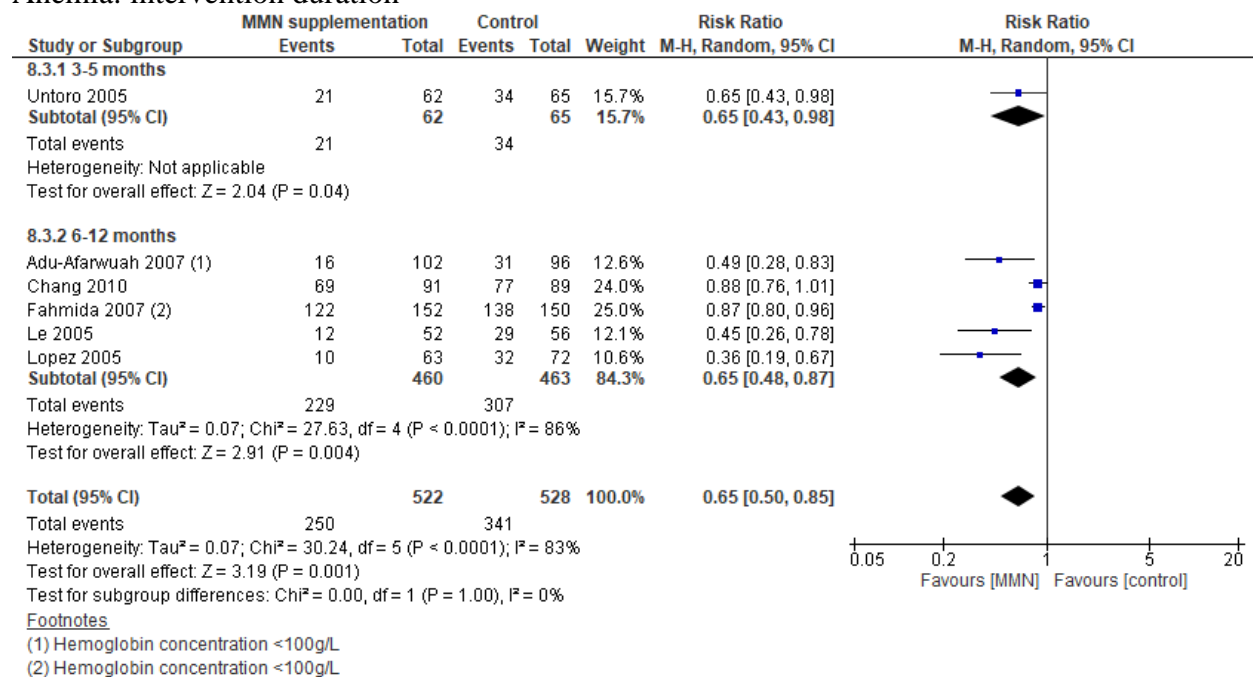 Anemia: intervention duration
MMN supplementation Control Risk Ratio Risk Ratio
Study or Subgroup Events Total Events Total Weight M-H, Random, 95% CI M-H, Random, 95% CI
8.3.1 3-5 months
Untoro 2005 21 62 34 65 15.7% 0.65 [0.43, 0.98]
Subtotal (95% CI) 62 65 15.7% 0.65 [0.43, 0.98]
Total events 21 34
Heterogeneity: Not applicable
Test for overall effect: Z = 2.04 (P = 0.04)
8.3.2 6-12 months
Adu-Afarwuah 2007 (1) 16 102 31 96 12.6% 0.49 [0.28, 0.83]
Chang 2010 69 91 77 89 24.0% 0.88 [0.76, 1.01]
Fahmida 2007 (2) 122 152 138 150 25.0% 0.87 [0.80, 0.96]
Le 2005 12 52 29 56 12.1% 0.45 [0.26, 0.78]
Lopez 2005 10 63 32 72 10.6% 0.36 [0.19, 0.67]
Subtotal (95% CI) 460 463 84.3% 0.65 [0.48, 0.87]
Total events 229 307
Heterogeneity: Tau² = 0.07; Chi² = 27.63, df = 4 (P < 0.0001); I² = 86%
Test for overall effect: Z = 2.91 (P = 0.004)
Total (95% CI) 522 528 100.0% 0.65 [0.50, 0.85]
Total events 250 341
Heterogeneity: Tau² = 0.07; Chi² = 30.24, df = 5 (P < 0.0001); I² = 83%
Test for overall effect: Z = 3.19 (P = 0.001)
Test for subgroup differences: Chi² = 0.00, df = 1 (P = 1.00), I² = 0%
0.05 0.2 1 5 20
Favours [MMN] Favours [control]
Footnotes
(1) Hemoglobin concentration <100g/L
(2) Hemoglobin concentration <100g/L